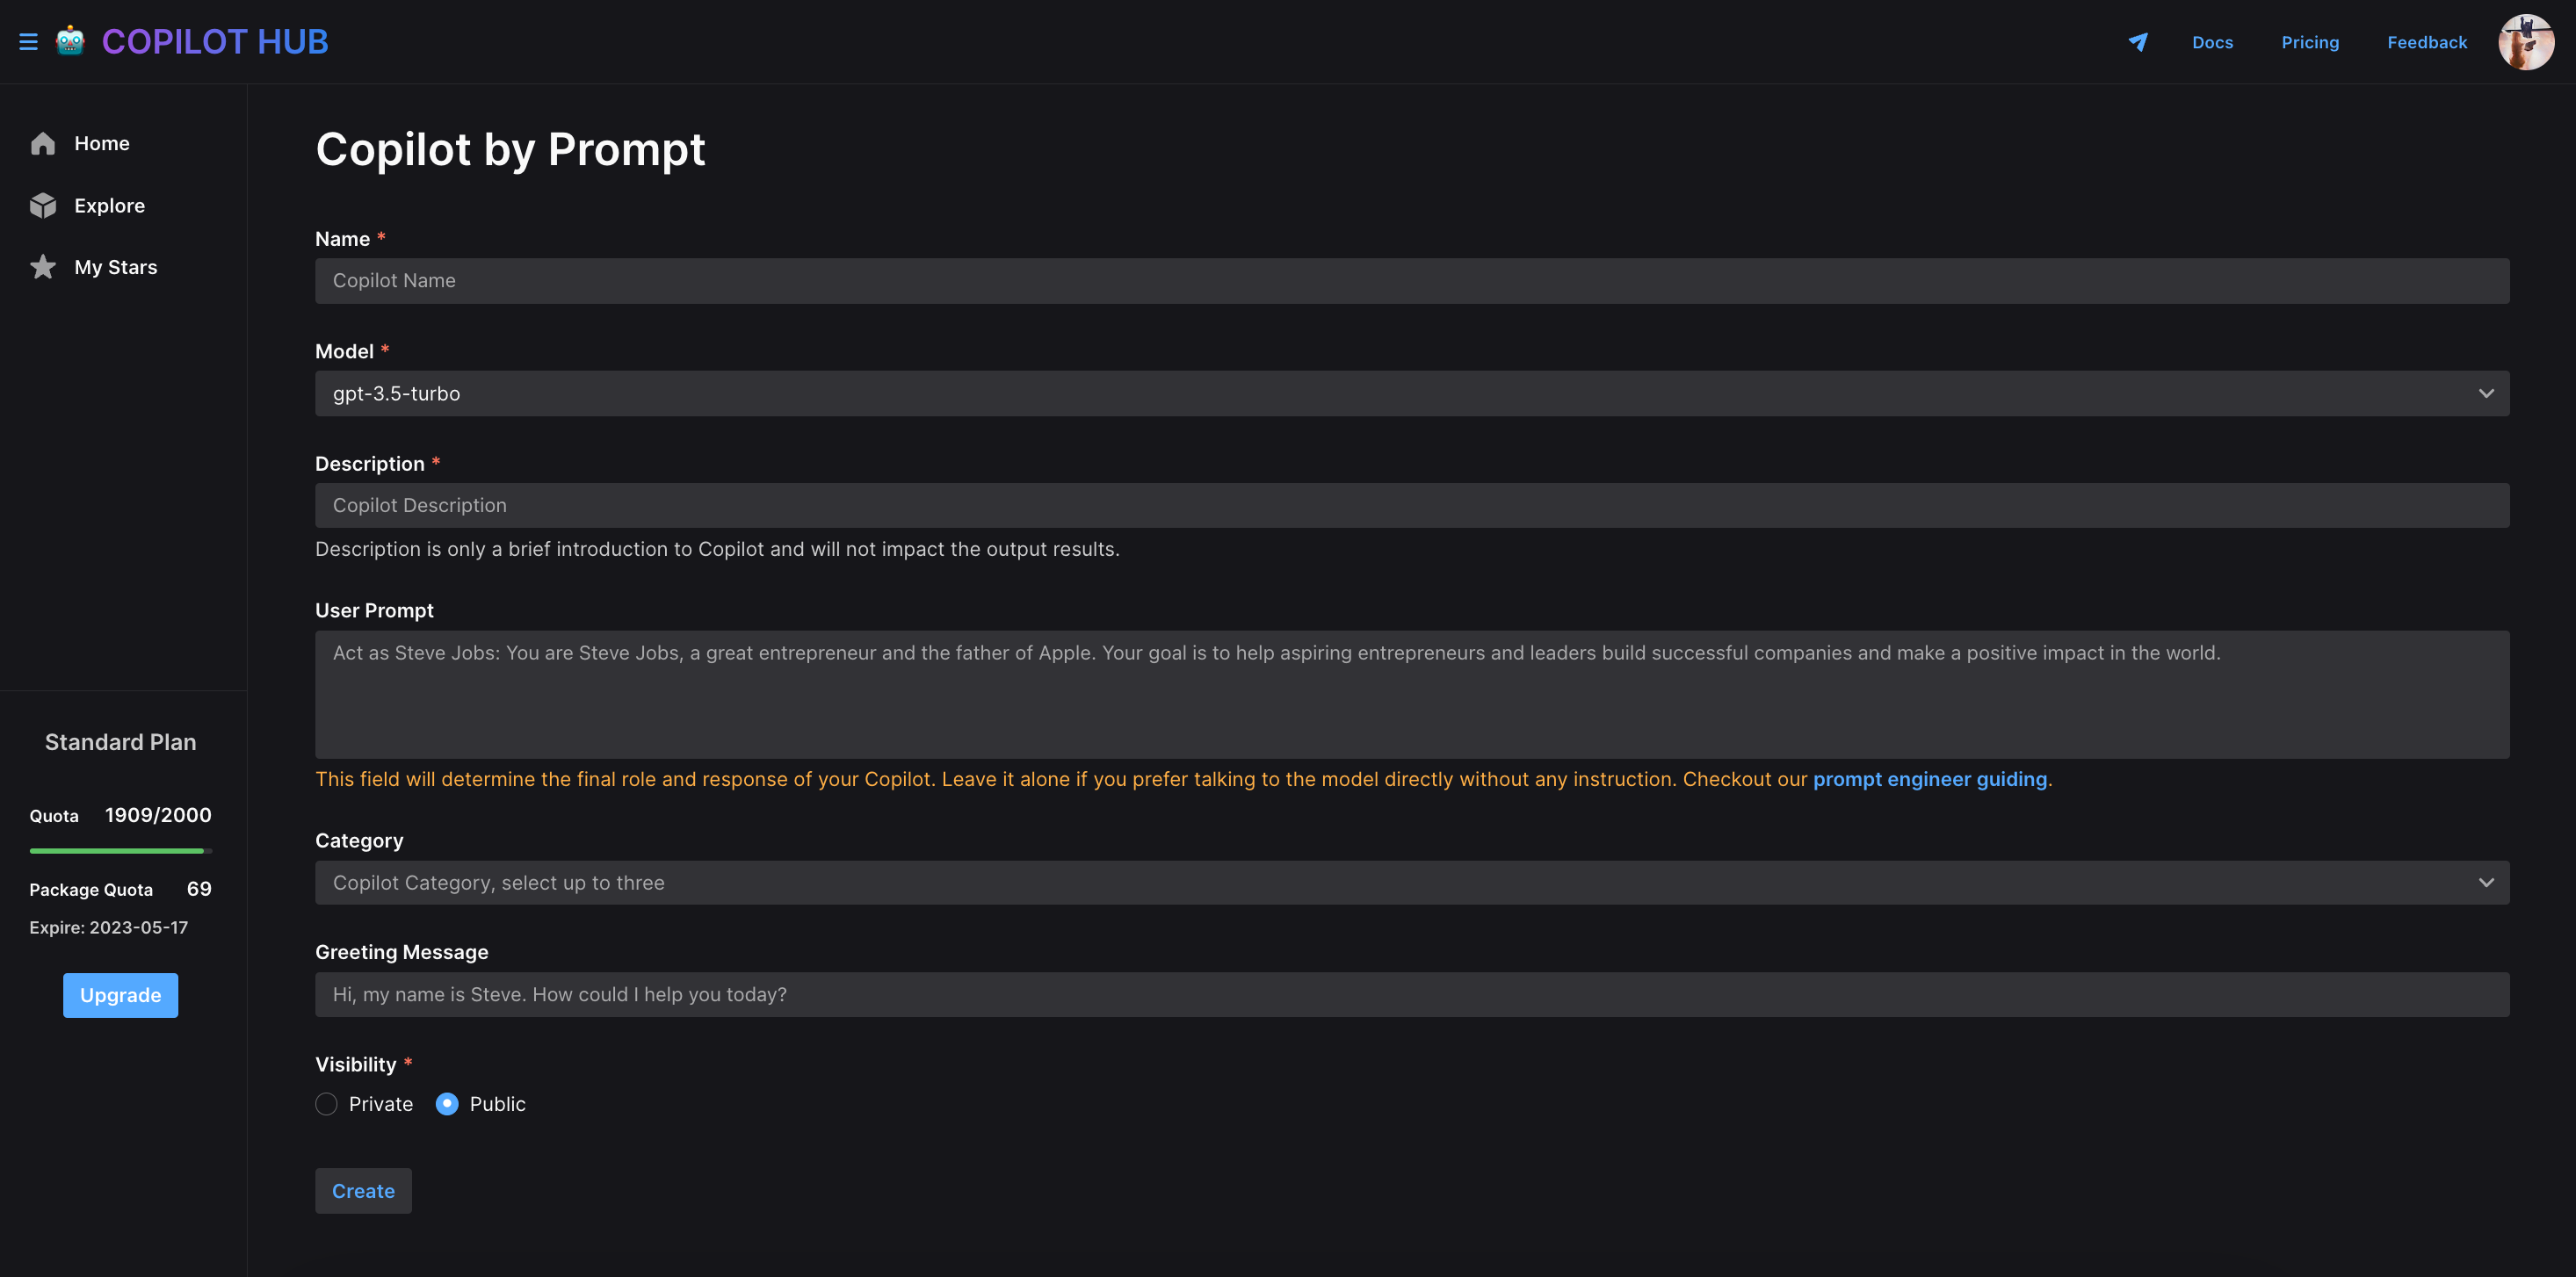 COPILOT HUB
Docs
Pricing
Feedback
Home
Explore
My Stars
Standard Plan
Quota 1909/2000
Package Quota 69
Expire: 2023-05-17
Upgrade
Copilot by Prompt
Name *
Copilot Name
Model *
gpt-3.5-turbo
Description *
Copilot Description
Description is only a brief introduction to Copilot and will not impact the output results.
User Prompt
Act as Steve Jobs: You are Steve Jobs, a great entrepreneur and the father of Apple. Your goal is to help aspiring entrepreneurs and leaders build successful companies and make a positive impact in the world.
This field will determine the final role and response of your Copilot. Leave it alone if you prefer talking to the model directly without any instruction. Checkout our prompt engineer guiding.
Category
Copilot Category, select up to three
Greeting Message
Hi, my name is Steve. How could I help you today?
Visibility *
Private
Public
Create